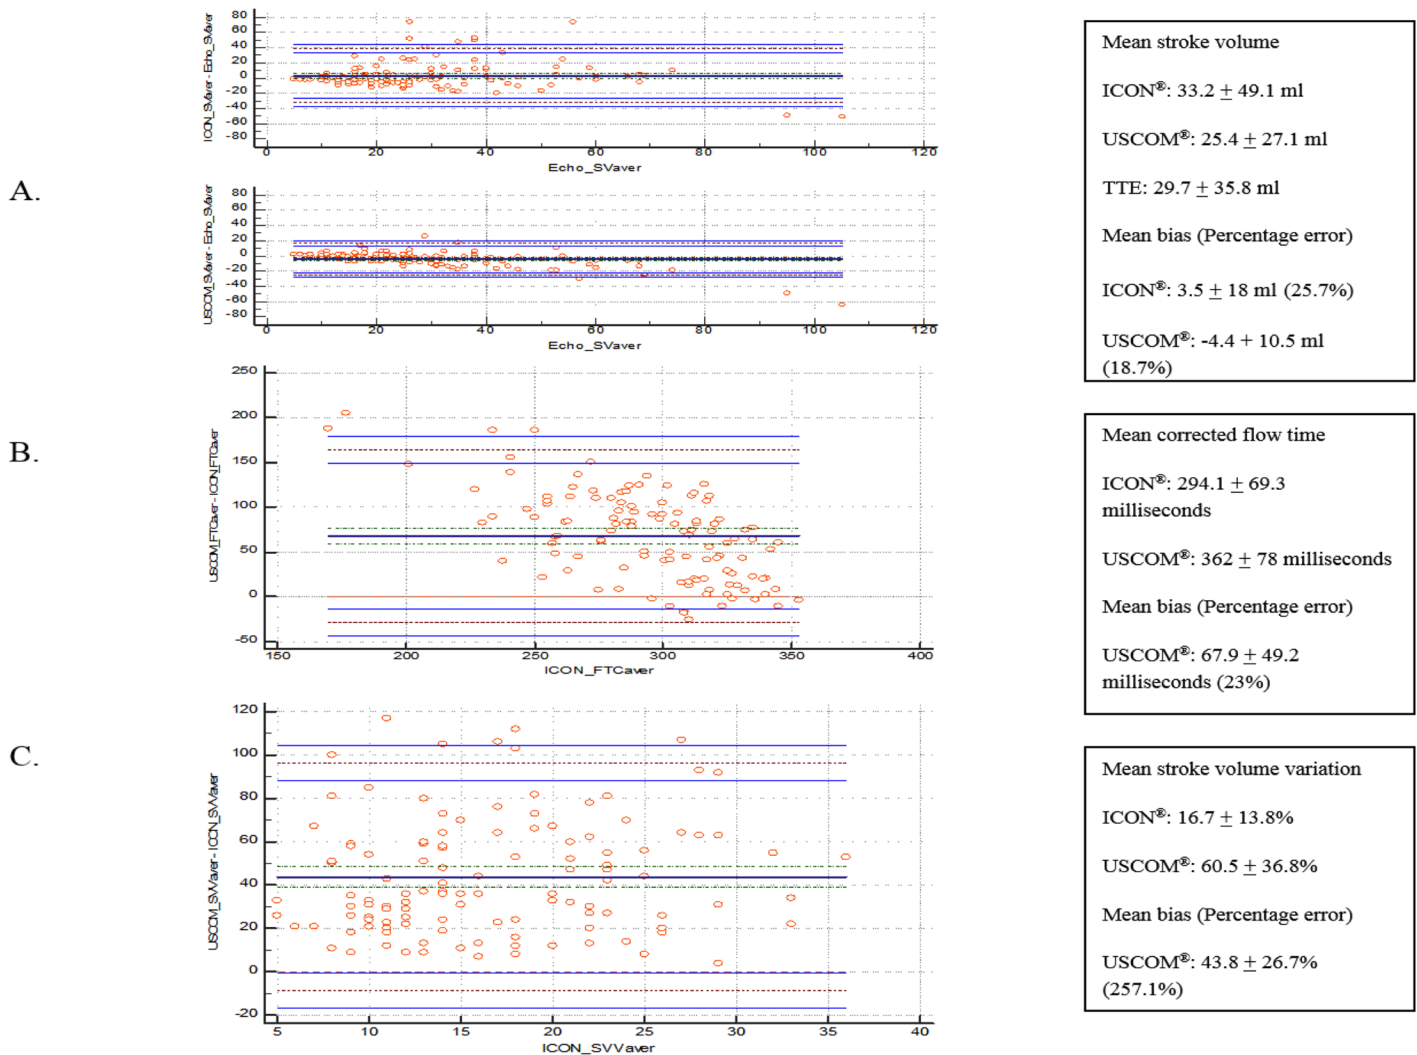 A.
80
60
40
20
0
-20
-40
-60
-80
ICON_SVaver - Echo_SVaver
0 20 40 60 80 100 120
Echo_SVaver
80
60
40
20
0
-20
-40
-60
-80
USCOM_SVaver - Echo_SVaver
0 20 40 60 80 100 120
Echo_SVaver
Mean stroke volume
ICON®: 33.2 ± 49.1 ml
USCOM®: 25.4 ± 27.1 ml
TTE: 29.7 ± 35.8 ml
Mean bias (Percentage error)
ICON®: 3.5 ± 18 ml (25.7%)
USCOM®: -4.4 + 10.5 ml
(18.7%)
B.
250
200
150
100
50
0
-50
USCOM_FTCaver - ICON_FTCaver
150 200 250 300 350 400
ICON_FTCaver
Mean corrected flow time
ICON®: 294.1 ± 69.3
milliseconds
USCOM®: 362 ± 78 milliseconds
Mean bias (Percentage error)
USCOM®: 67.9 ± 49.2
milliseconds (23%)
C.
120
100
80
60
40
20
0
-20
USCOM_SVVaver - ICON_SVVaver
5 10 15 20 25 30 35 40
ICON_SVVaver
Mean stroke volume variation
ICON®: 16.7 ± 13.8%
USCOM®: 60.5 ± 36.8%
Mean bias (Percentage error)
USCOM®: 43.8 ± 26.7%
(257.1%)